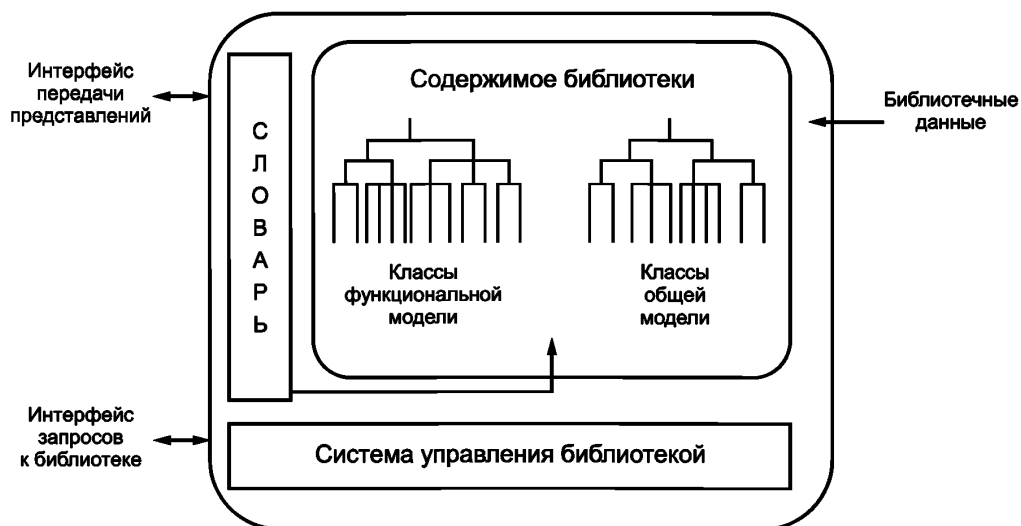 Интерфейс
передачи
представлений
СЛОВАРЬ
Содержимое библиотеки
Библиотечные
данные
Классы
функциональной
модели
Классы
общей
модели
Интерфейс
запросов
к библиотеке
Система управления библиотекой